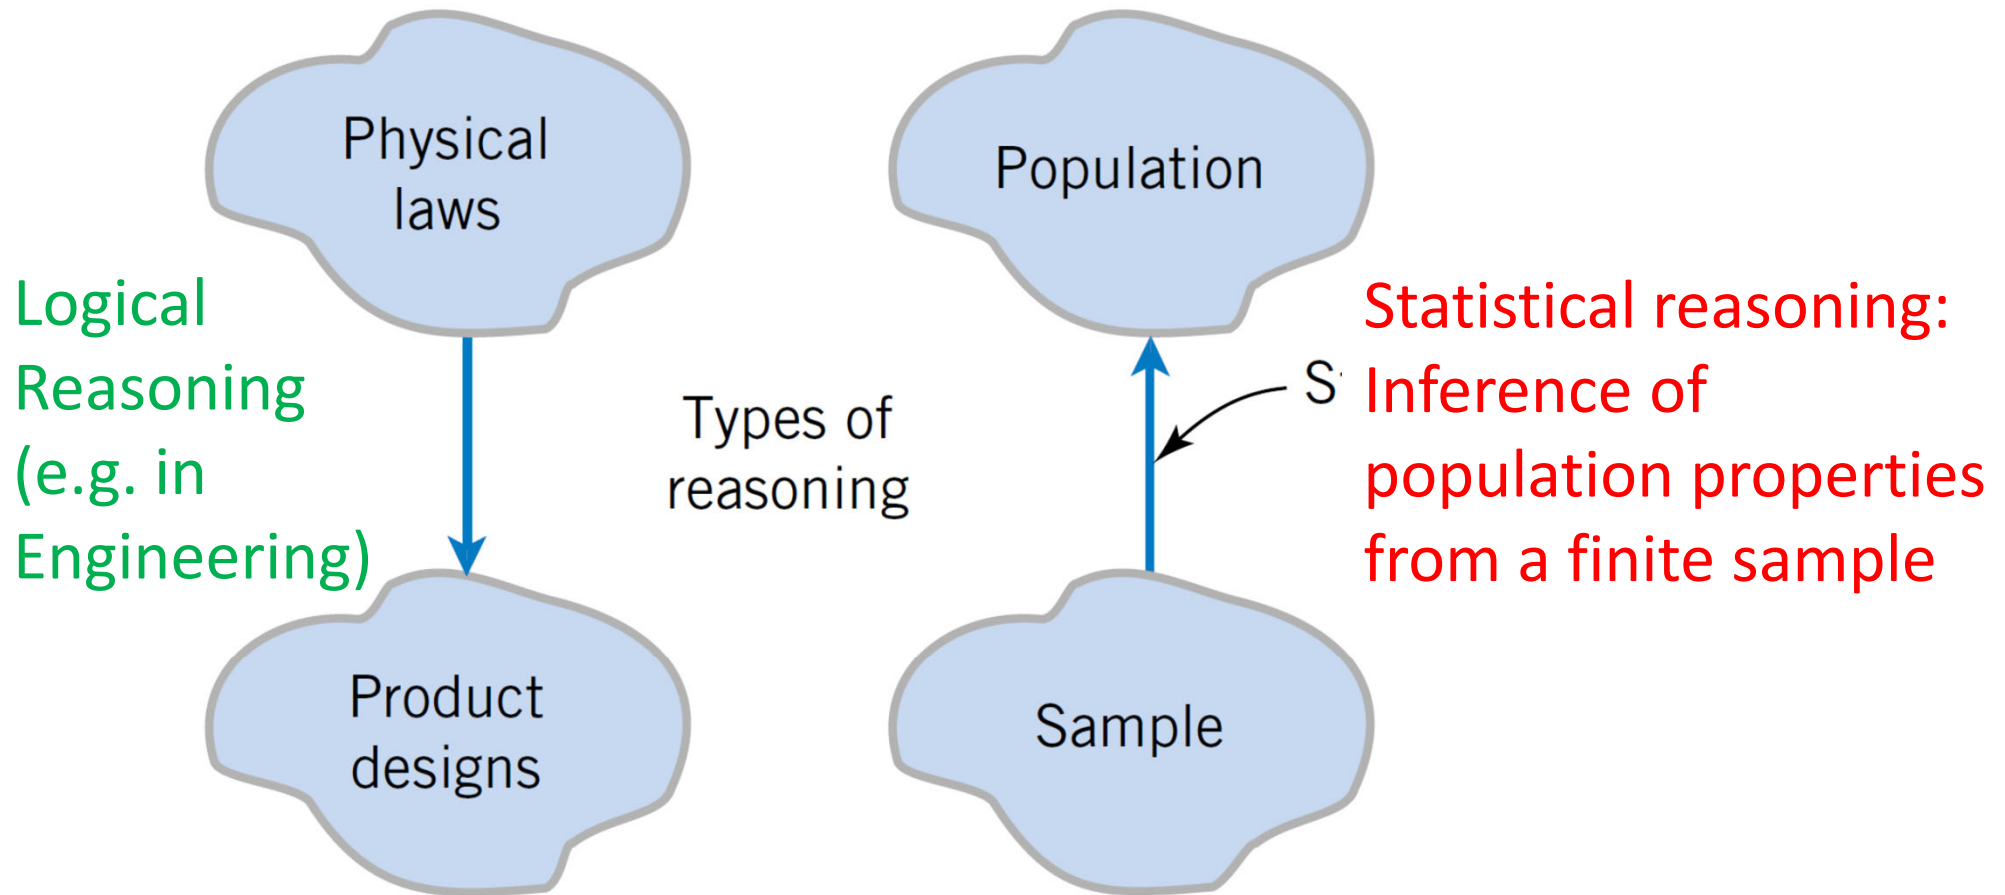 Physical
laws
Population
Logical
Reasoning
(e.g. in
Engineering)
Types of
reasoning
Statistical reasoning:
Inference of
population properties
from a finite sample
Product
designs
Sample